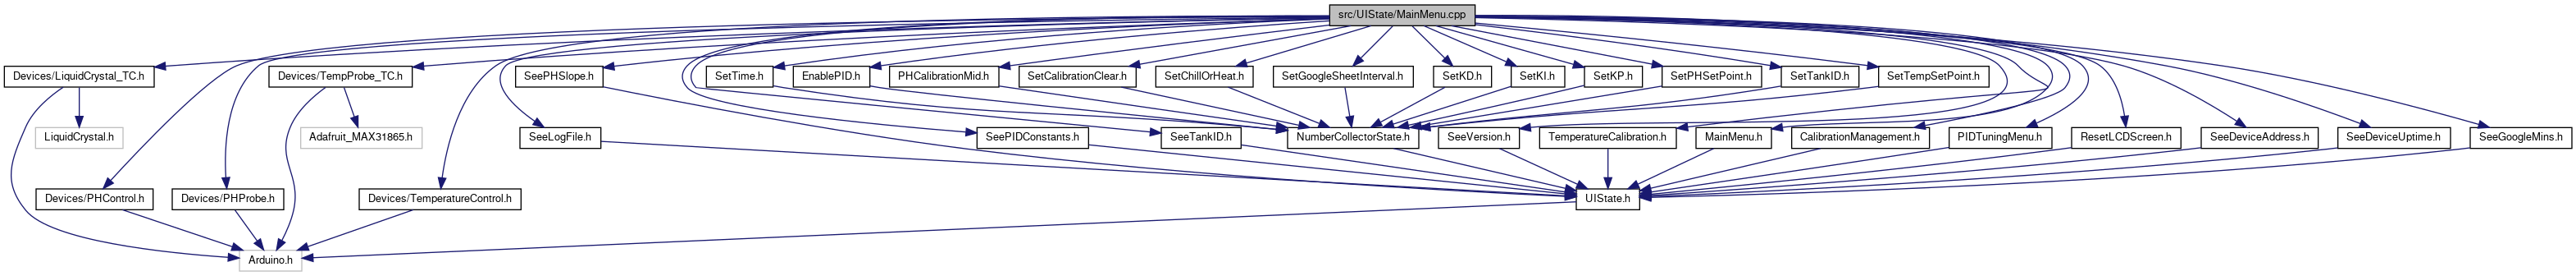 src/UIState/MainMenu.cpp
Devices/LiquidCrystal_TC.h
Devices/TempProbe_TC.h
SeePHSlope.h
SetTime.h
EnablePID.h
PHCalibrationMid.h
SetCalibrationClear.h
SetChillOrHeat.h
SetGoogleSheetInterval.h
SetKD.h
SetKI.h
SetKP.h
SetPHSetPoint.h
SetTankID.h
SetTempSetPoint.h
LiquidCrystal.h
Adafruit_MAX31865.h
SeeLogFile.h
SeePIDConstants.h
SeeTankID.h
NumberCollectorState.h
SeeVersion.h
TemperatureCalibration.h
MainMenu.h
CalibrationManagement.h
PIDTuningMenu.h
ResetLCDScreen.h
SeeDeviceAddress.h
SeeDeviceUptime.h
SeeGoogleMins.h
Devices/PHControl.h
Devices/PHProbe.h
Devices/TemperatureControl.h
UIState.h
Arduino.h